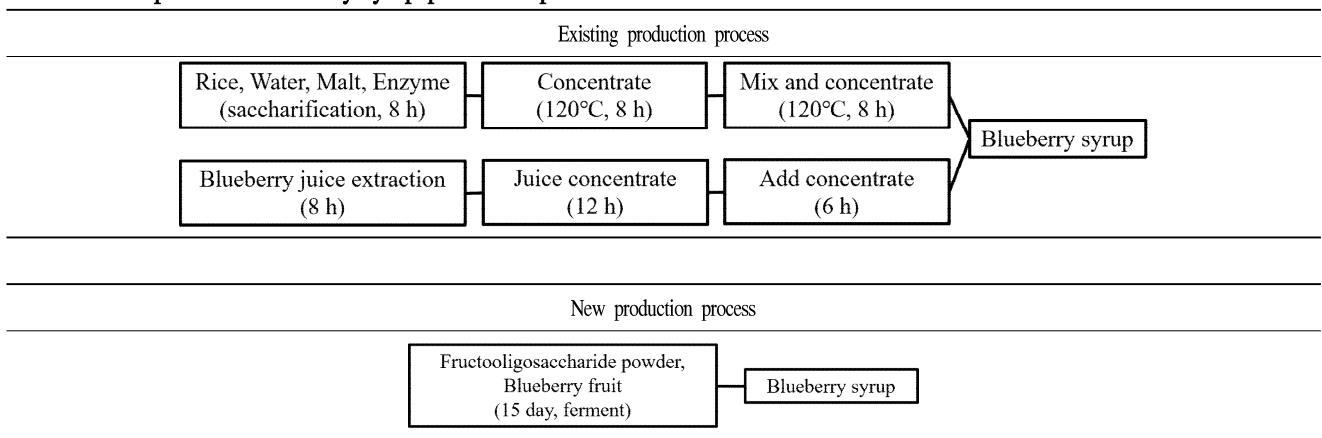 Existing production process
Rice, Water, Malt, Enzyme
(saccharification, 8 h)
Concentrate
(120℃, 8 h)
Mix and concentrate
(120℃, 8 h)
Blueberry syrup
Blueberry juice extraction
(8 h)
Juice concentrate
(12 h)
Add concentrate
(6 h)
New production process
Fructooligosaccharide powder,
Blueberry fruit
(15 day, ferment)
Blueberry syrup